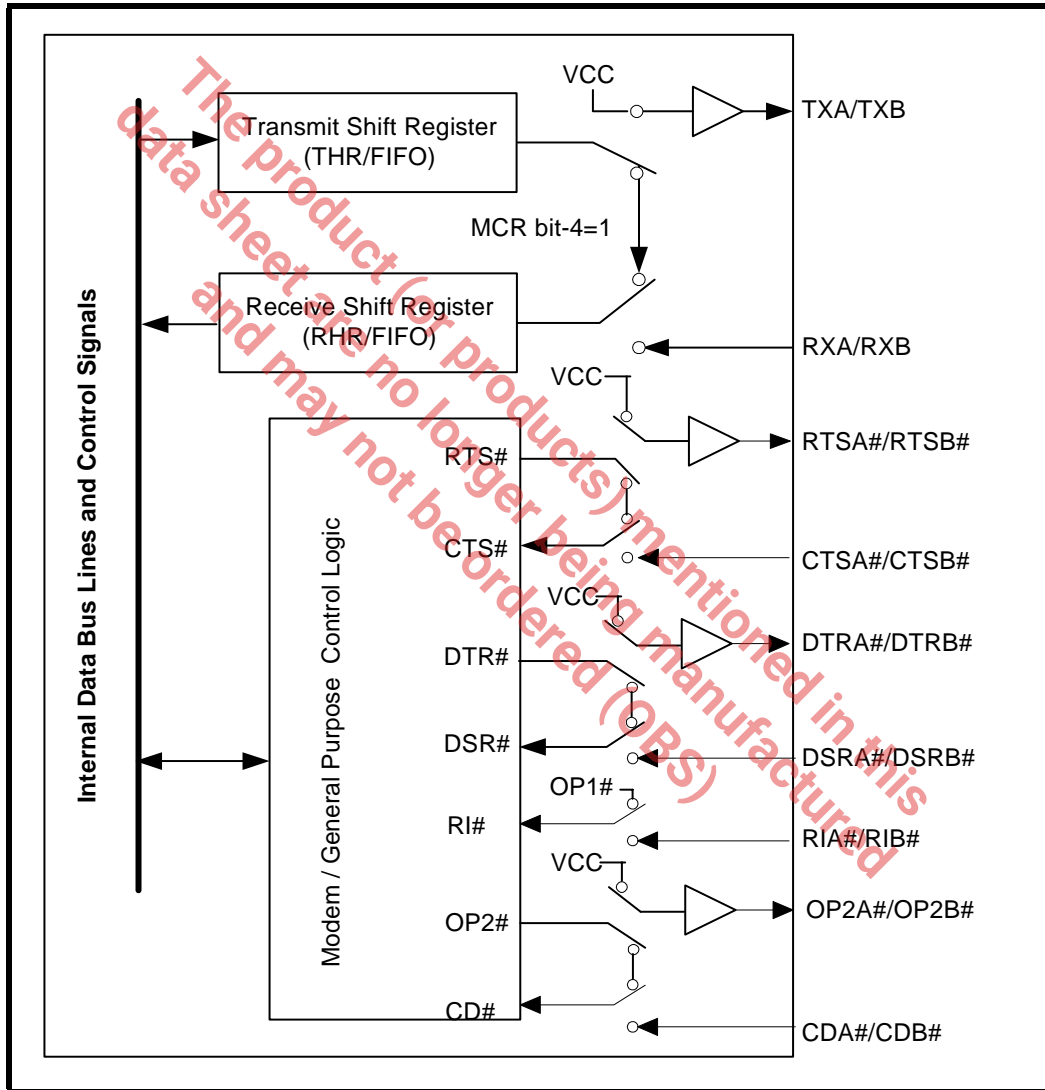 VCC
TXA/TXB
Transmit Shift Register
(THR/FIFO)
MCR bit-4=1
Receive Shift Register
(RHR/FIFO)
RXA/RXB
VCC
RTSA#/RTSB#
RTS#
CTS#
CTSA#/CTSB#
VCC
DTRA#/DTRB#
DTR#
DSR#
DSRA#/DSRB#
OP1#
RI#
RIA#/RIB#
VCC
OP2A#/OP2B#
OP2#
CD#
CDA#/CDB#
Internal Data Bus Lines and Control Signals
Modem / General Purpose Control Logic
The product (or products) mentioned in this
data sheet are no longer being manufactured
and may not be ordered (OBS)